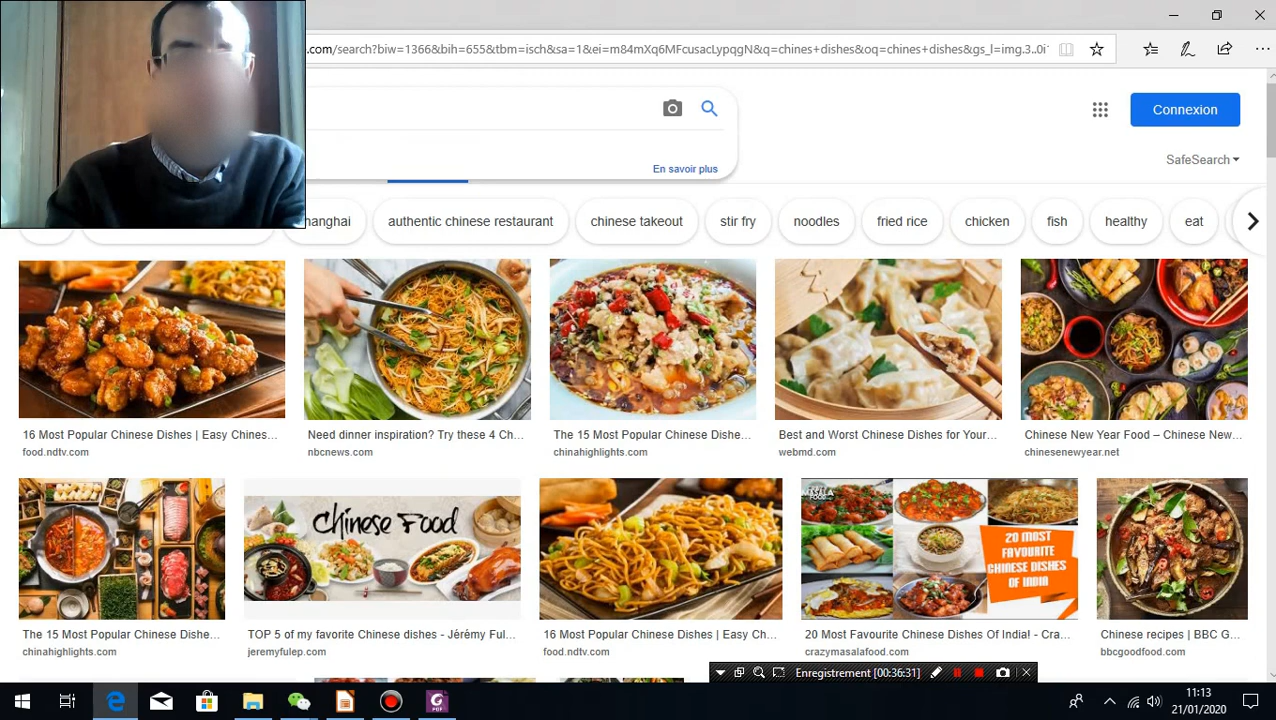 .com/search?biw=1366&bih=655&tbm=isch&sa=1&ei=m84mXq6MFcusacLypqgN&q=chines+dishes&oq=chines+dishes&gs_l=img.3..0i1
Connexion
En savoir plus
SafeSearch
hanghai
authentic chinese restaurant
chinese takeout
stir fry
noodles
fried rice
chicken
fish
healthy
eat
16 Most Popular Chinese Dishes | Easy Chines...
food.ndtv.com
Need dinner inspiration? Try these 4 Ch...
nbcnews.com
The 15 Most Popular Chinese Dishe...
chinahighlights.com
Best and Worst Chinese Dishes for Your...
webmd.com
Chinese New Year Food – Chinese New...
chinesenewyear.net
Chinese Food
MASALA
20 MOST
FAVOURITE
CHINESE DISHES
OF INDIA!
The 15 Most Popular Chinese Dishe...
chinahighlights.com
TOP 5 of my favorite Chinese dishes - Jérémy Ful...
jeremyfulep.com
16 Most Popular Chinese Dishes | Easy Ch...
food.ndtv.com
20 Most Favourite Chinese Dishes Of India! - Cra...
crazymasalafood.com
Chinese recipes | BBC G...
bbcgoodfood.com
Enregistrement [00:36:31]
PDF
11:13
21/01/2020